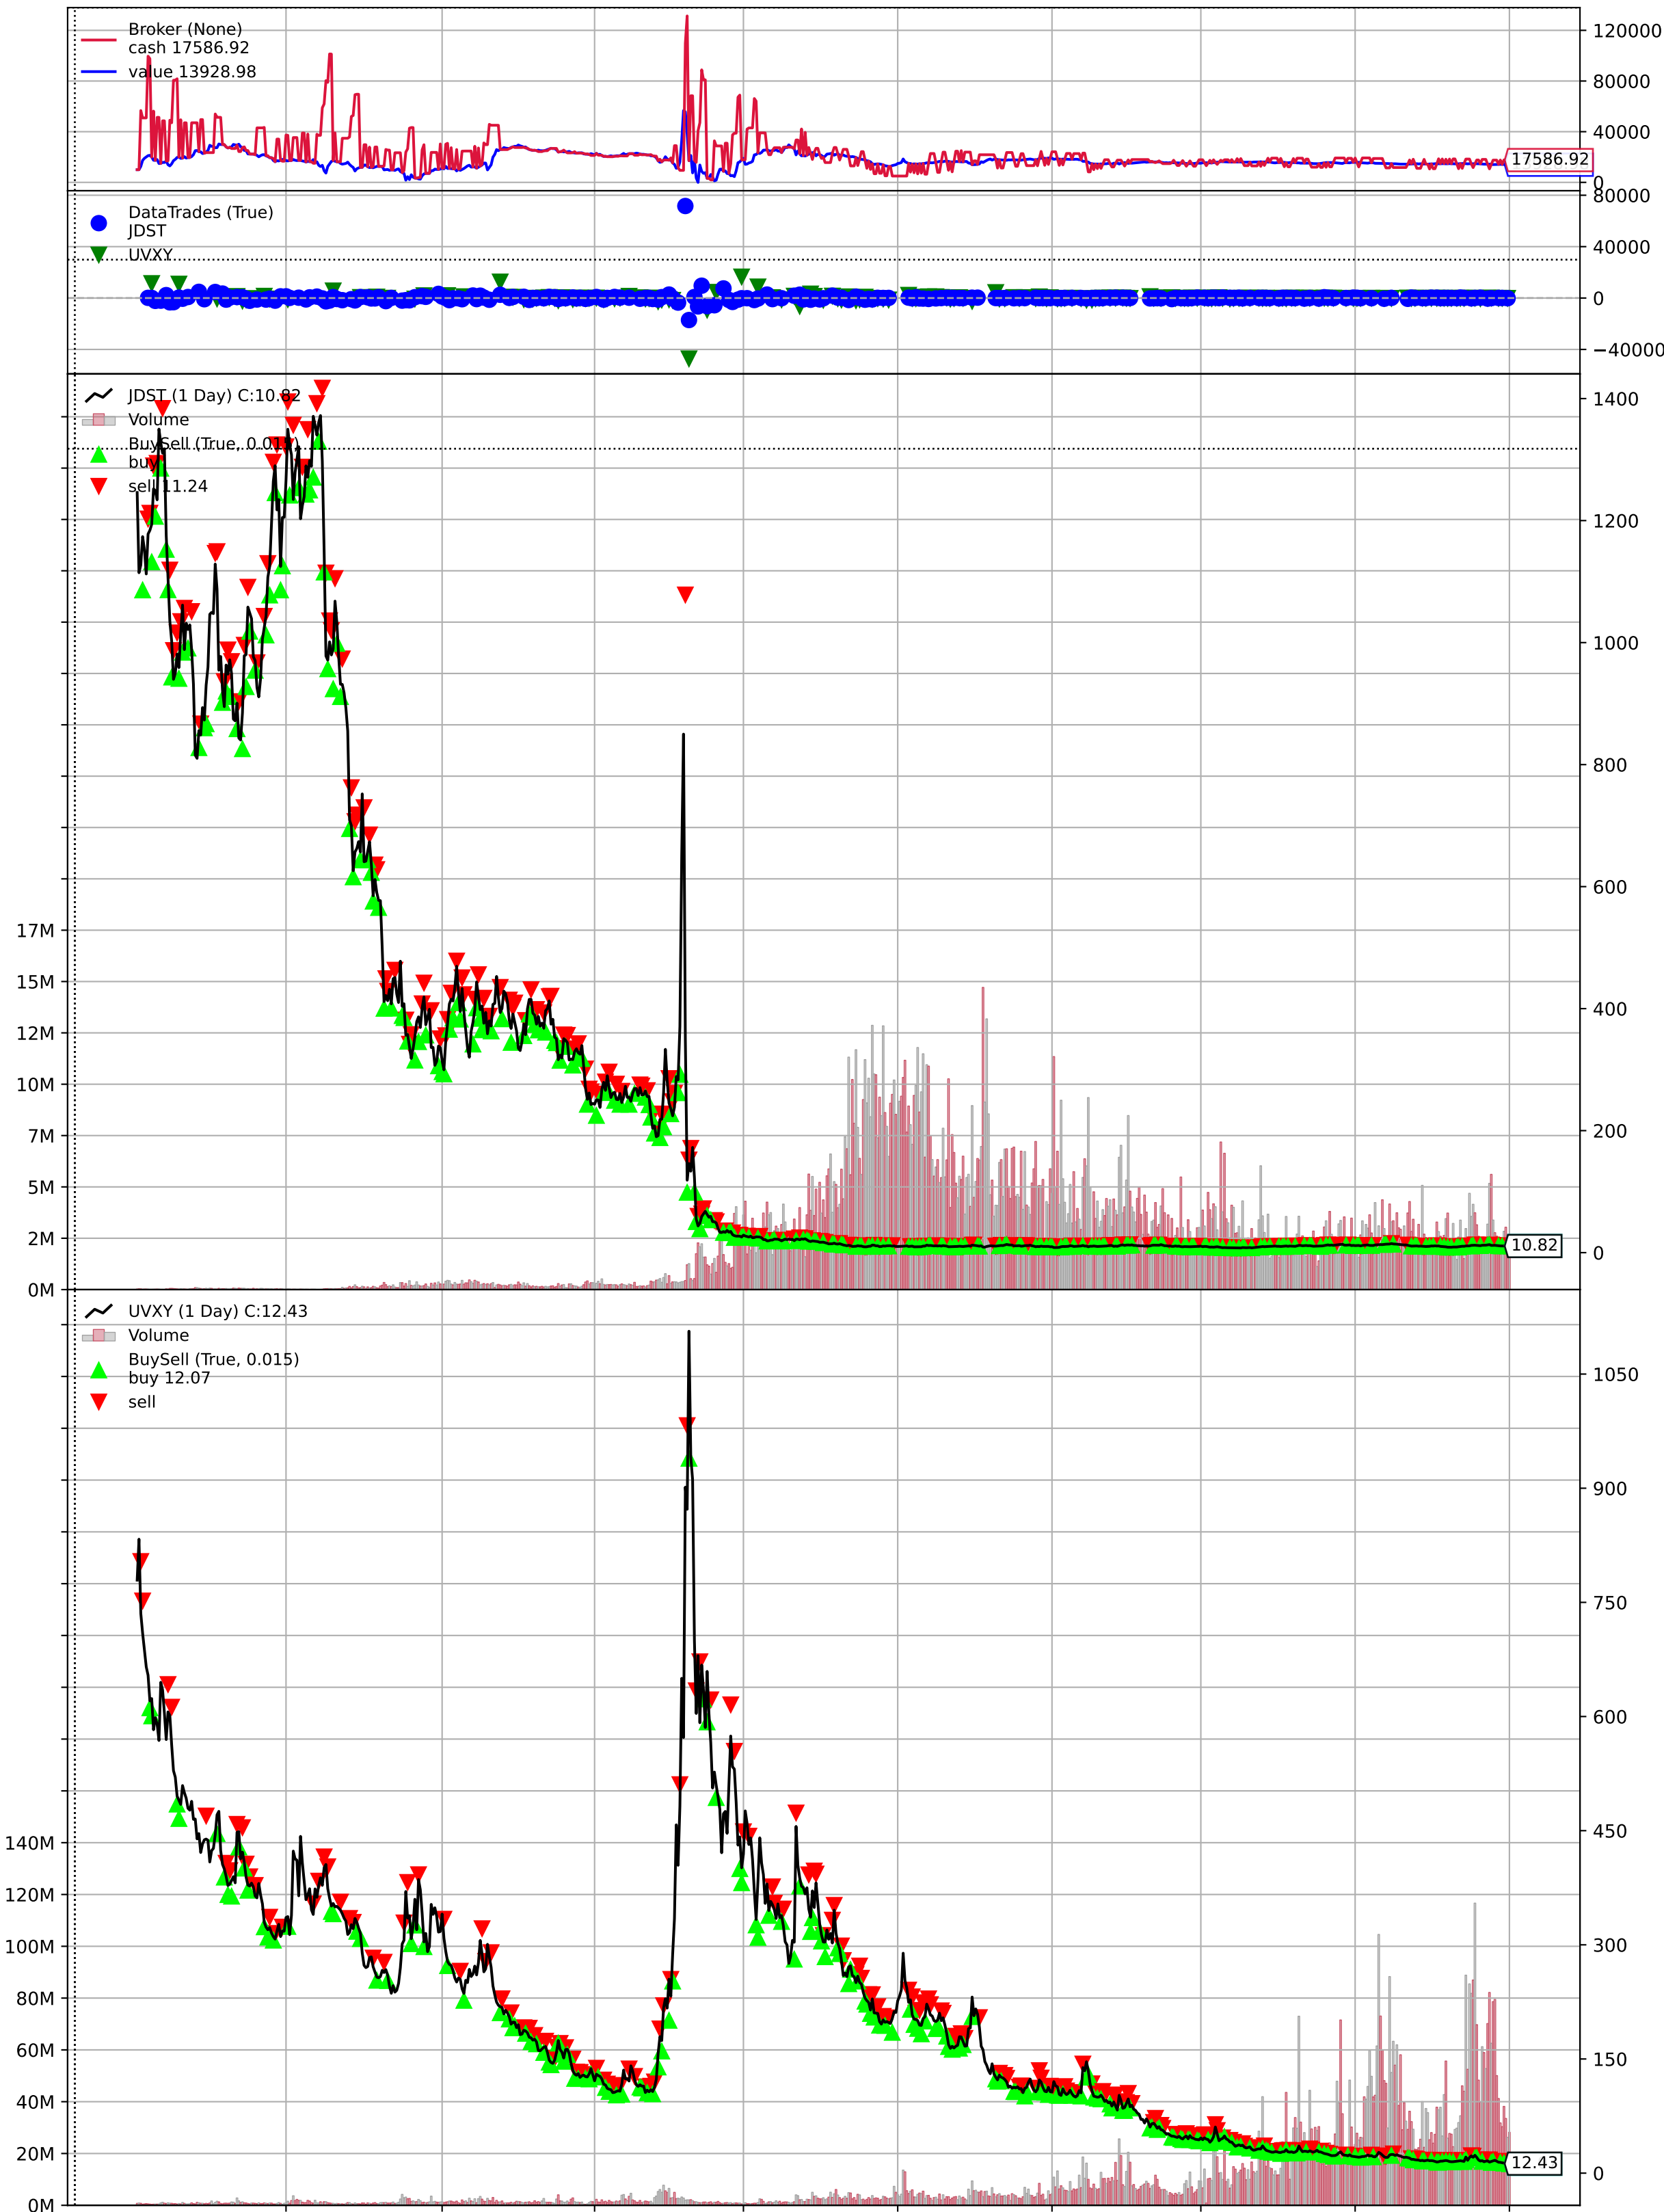 Broker (None)
cash 17586.92
value 13928.98
120000
80000
40000
0
17586.92
DataTrades (True)
JDST
UVXY
80000
40000
0
−40000
JDST (1 Day) C:10.82
Volume
BuySell (True, 0.015)
buy
sell 11.24
1400
1200
1000
800
600
400
200
0
17M
15M
12M
10M
7M
5M
2M
0M
10.82
UVXY (1 Day) C:12.43
Volume
BuySell (True, 0.015)
buy 12.07
sell
1050
900
750
600
450
300
150
0
140M
120M
100M
80M
60M
40M
20M
0M
12.43